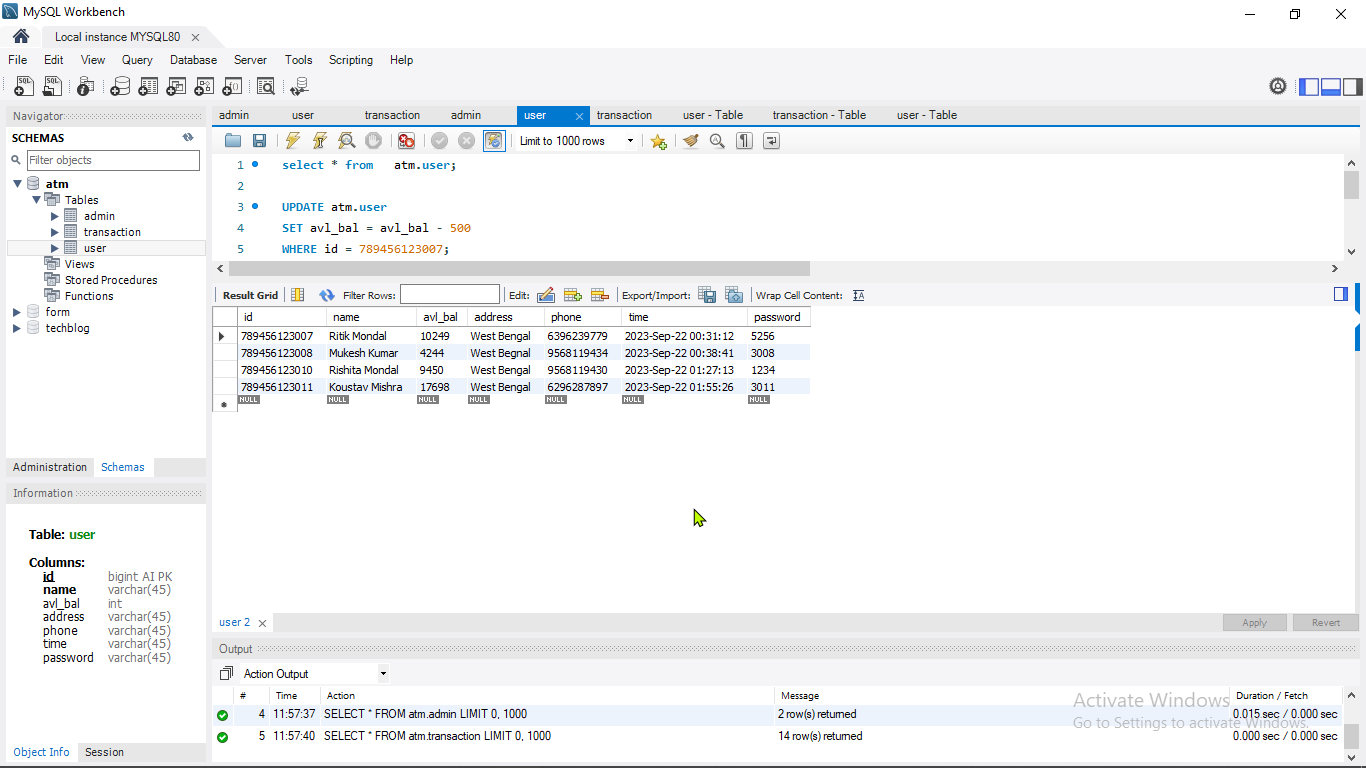 MySQL Workbench
Local instance MYSQL80
File Edit View Query Database Server Tools Scripting Help
Navigator
SCHEMAS
Filter objects
atm
Tables
admin
transaction
user
Views
Stored Procedures
Functions
form
techblog
Administration Schemas
Information
Table: user
Columns:
id bigint AI PK
name varchar(45)
avl_bal int
address varchar(45)
phone varchar(45)
time varchar(45)
password varchar(45)
Object Info Session
admin user transaction admin user transaction user - Table transaction - Table user - Table
Limit to 1000 rows
1 select * from atm.user;
2
3 UPDATE atm.user
4 SET avl_bal = avl_bal - 500
5 WHERE id = 789456123007;
Result Grid Filter Rows: Edit: Export/Import: Wrap Cell Content: IA
id name avl_bal address phone time password
789456123007 Ritik Mondal 10249 West Bengal 6396239779 2023-Sep-22 00:31:12 5256
789456123008 Mukesh Kumar 4244 West Begnal 9568119434 2023-Sep-22 00:38:41 3008
789456123010 Rishita Mondal 9450 West Bengal 9568119430 2023-Sep-22 01:27:13 1234
789456123011 Koustav Mishra 17698 West Bengal 6296287897 2023-Sep-22 01:55:26 3011
NULL NULL NULL NULL NULL NULL NULL
user 2
Apply Revert
Output
Action Output
# Time Action Message Duration / Fetch
4 11:57:37 SELECT * FROM atm.admin LIMIT 0, 1000 2 row(s) returned 0.015 sec / 0.000 sec
5 11:57:40 SELECT * FROM atm.transaction LIMIT 0, 1000 14 row(s) returned 0.000 sec / 0.000 sec
Activate Windows
Go to Settings to activate Windows.